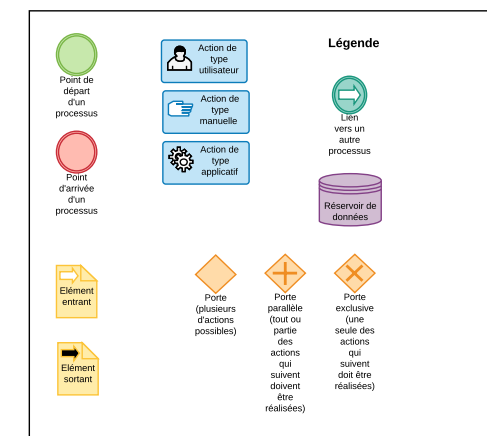 Légende
Point de
départ
d'un
processus
Action de
type
utilisateur
Action de
type
manuelle
Action de
type
applicatif
Lien
vers un
autre
processus
Point
d'arrivée
d'un
processus
Réservoir de
données
Elément
entrant
Porte
(plusieurs
d'actions
possibles)
Porte
parallèle
(tout ou
partie
des
actions
qui
suivent
doivent
être
réalisées)
Porte
exclusive
(une
seule des
actions
qui
suivent
doit être
réalisées)
Elément
sortant